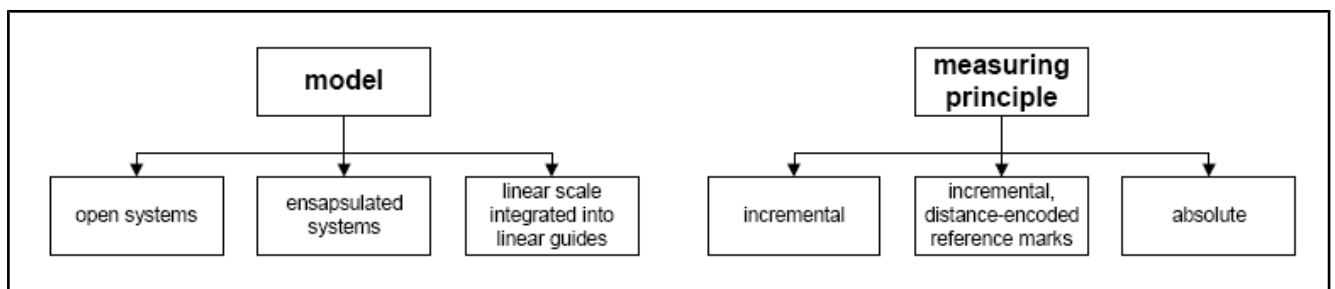 model
measuring
principle
open systems
ensapsulated
systems
linear scale
integrated into
linear guides
incremental
incremental,
distance-encoded
reference marks
absolute